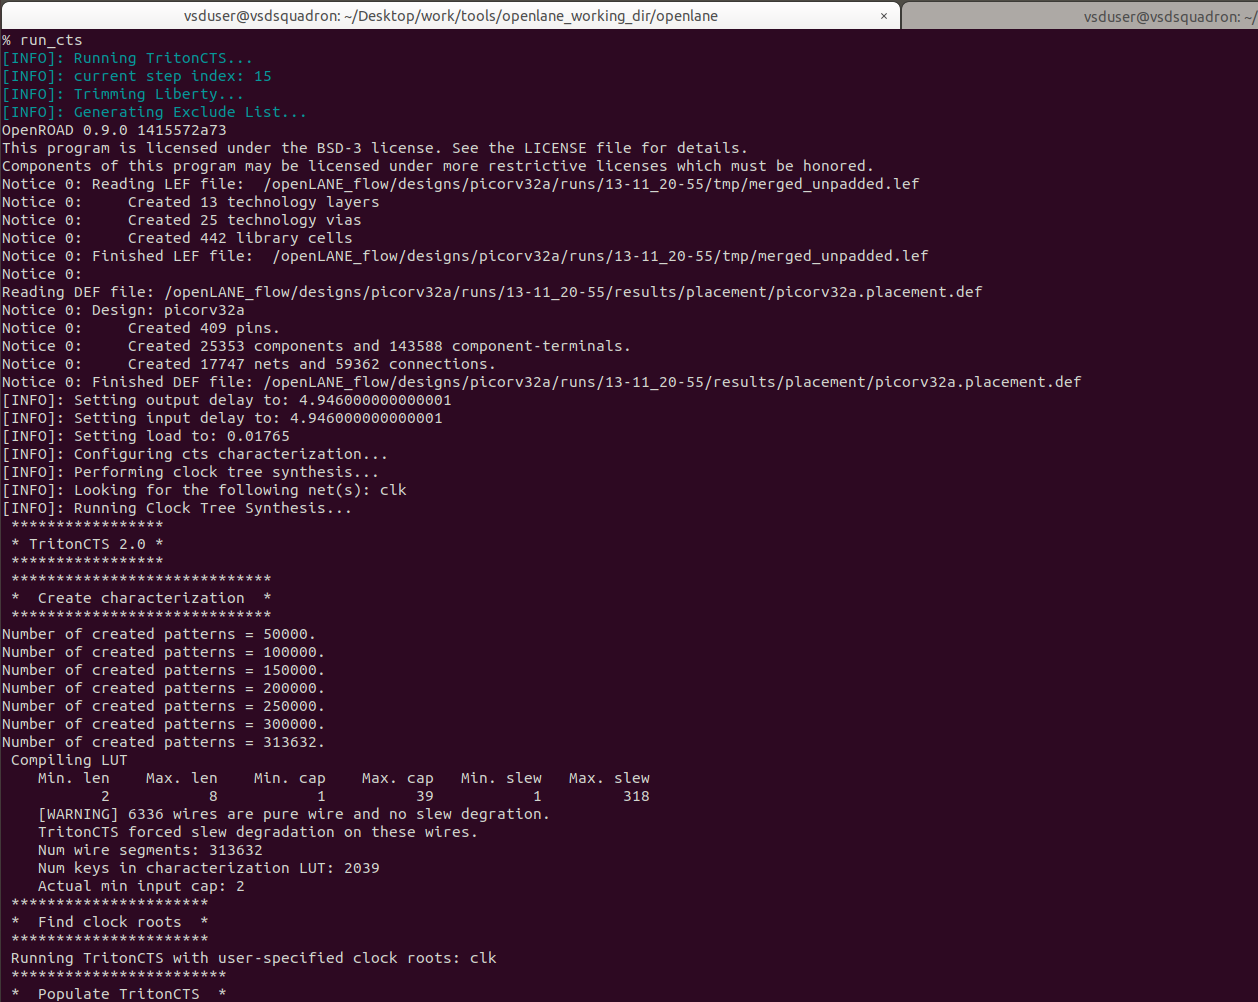 vsduser@vsdsquadron: ~/Desktop/work/tools/openlane_working_dir/openlane × vsduser@vsdsquadron: ~/
% run_cts
[INFO]: Running TritonCTS...
[INFO]: current step index: 15
[INFO]: Trimming Liberty...
[INFO]: Generating Exclude List...
OpenROAD 0.9.0 1415572a73
This program is licensed under the BSD-3 license. See the LICENSE file for details.
Components of this program may be licensed under more restrictive licenses which must be honored.
Notice 0: Reading LEF file:  /openLANE_flow/designs/picorv32a/runs/13-11_20-55/tmp/merged_unpadded.lef
Notice 0:     Created 13 technology layers
Notice 0:     Created 25 technology vias
Notice 0:     Created 442 library cells
Notice 0: Finished LEF file:  /openLANE_flow/designs/picorv32a/runs/13-11_20-55/tmp/merged_unpadded.lef
Notice 0:
Reading DEF file: /openLANE_flow/designs/picorv32a/runs/13-11_20-55/results/placement/picorv32a.placement.def
Notice 0: Design: picorv32a
Notice 0:     Created 409 pins.
Notice 0:     Created 25353 components and 143588 component-terminals.
Notice 0:     Created 17747 nets and 59362 connections.
Notice 0: Finished DEF file: /openLANE_flow/designs/picorv32a/runs/13-11_20-55/results/placement/picorv32a.placement.def
[INFO]: Setting output delay to: 4.946000000000001
[INFO]: Setting input delay to: 4.946000000000001
[INFO]: Setting load to: 0.01765
[INFO]: Configuring cts characterization...
[INFO]: Performing clock tree synthesis...
[INFO]: Looking for the following net(s): clk
[INFO]: Running Clock Tree Synthesis...
 *****************
 * TritonCTS 2.0 *
 *****************
 *****************************
 *  Create characterization  *
 *****************************
Number of created patterns = 50000.
Number of created patterns = 100000.
Number of created patterns = 150000.
Number of created patterns = 200000.
Number of created patterns = 250000.
Number of created patterns = 300000.
Number of created patterns = 313632.
 Compiling LUT
    Min. len    Max. len    Min. cap    Max. cap   Min. slew   Max. slew
           2           8           1          39           1         318
    [WARNING] 6336 wires are pure wire and no slew degration.
    TritonCTS forced slew degradation on these wires.
    Num wire segments: 313632
    Num keys in characterization LUT: 2039
    Actual min input cap: 2
 **********************
 *  Find clock roots  *
 **********************
 Running TritonCTS with user-specified clock roots: clk
 ************************
 *  Populate TritonCTS  *